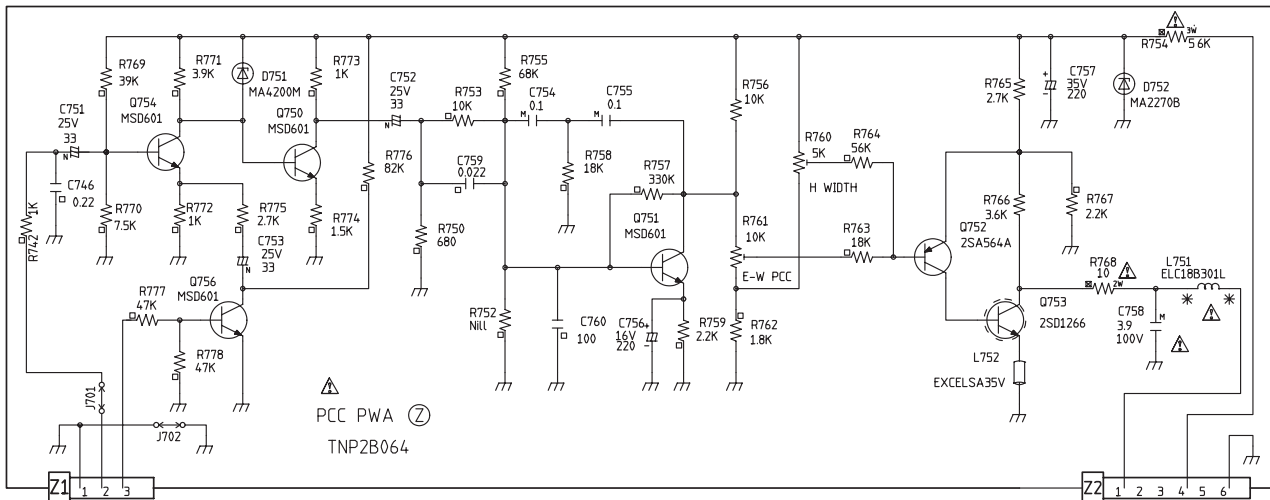 R769
39K
R771
3.9K
D751
MA4200M
R773
1K
C752
25V
33
N
R753
10K
R755
68K
C754
0.1
M
C755
0.1
M
R756
10K
R765
2.7K
C757
35V
220
+
-
D752
MA2270B
R754
3W
56K
C751
25V
33
N
Q754
MSD601
Q750
MSD601
R776
82K
C759
0.022
R758
18K
R757
330K
R760
5K
H WIDTH
R764
56K
C746
0.22
1K
R742
R770
7.5K
R772
1K
R775
2.7K
R774
1.5K
C753
25V
33
N
R750
680
Q751
MSD601
R761
10K
E-W PCC
R763
18K
Q752
2SA564A
R766
3.6K
R767
2.2K
Q756
MSD601
R777
47K
R778
47K
R752
Nill
C760
100
C756
16V
220
+
-
R759
2.2K
R762
1.8K
R768
10
2W
L751
ELC18B301L
Q753
2SD1266
C758
3.9
100V
M
L752
EXCELSA35V
J701
J702
PCC PWA Z
TNP2B064
Z1
1 2 3
Z2
1 2 3 4 5 6